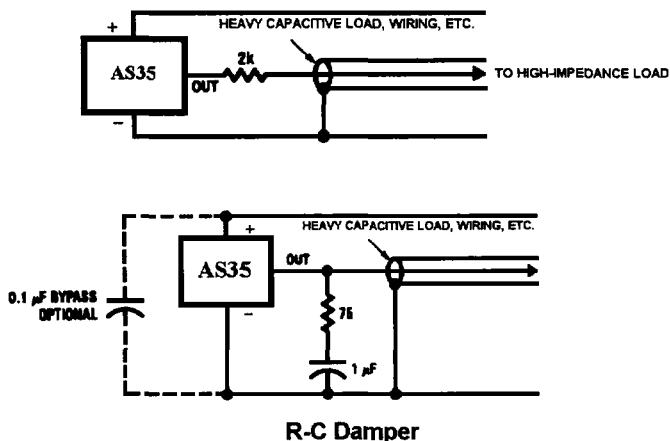 HEAVY CAPACITIVE LOAD, WIRING, ETC.
+
2k
AS35
OUT
TO HIGH-IMPEDANCE LOAD
−
HEAVY CAPACITIVE LOAD, WIRING, ETC.
+
OUT
AS35
0.1 µF BYPASS
OPTIONAL
−
75
1 µF
R-C Damper